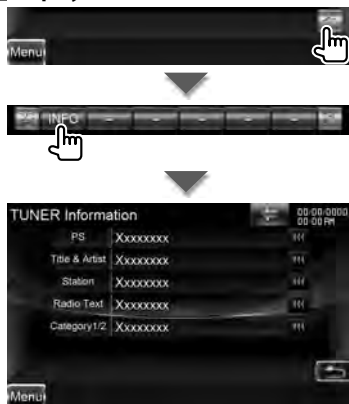 Menu
INFO
TUNER Information
00:00:0000
00:00 PM
PS Xxxxxxxx
Title & Artist Xxxxxxxx
Station Xxxxxxxx
Radio Text Xxxxxxxx
Category1/2 Xxxxxxxx
Menu